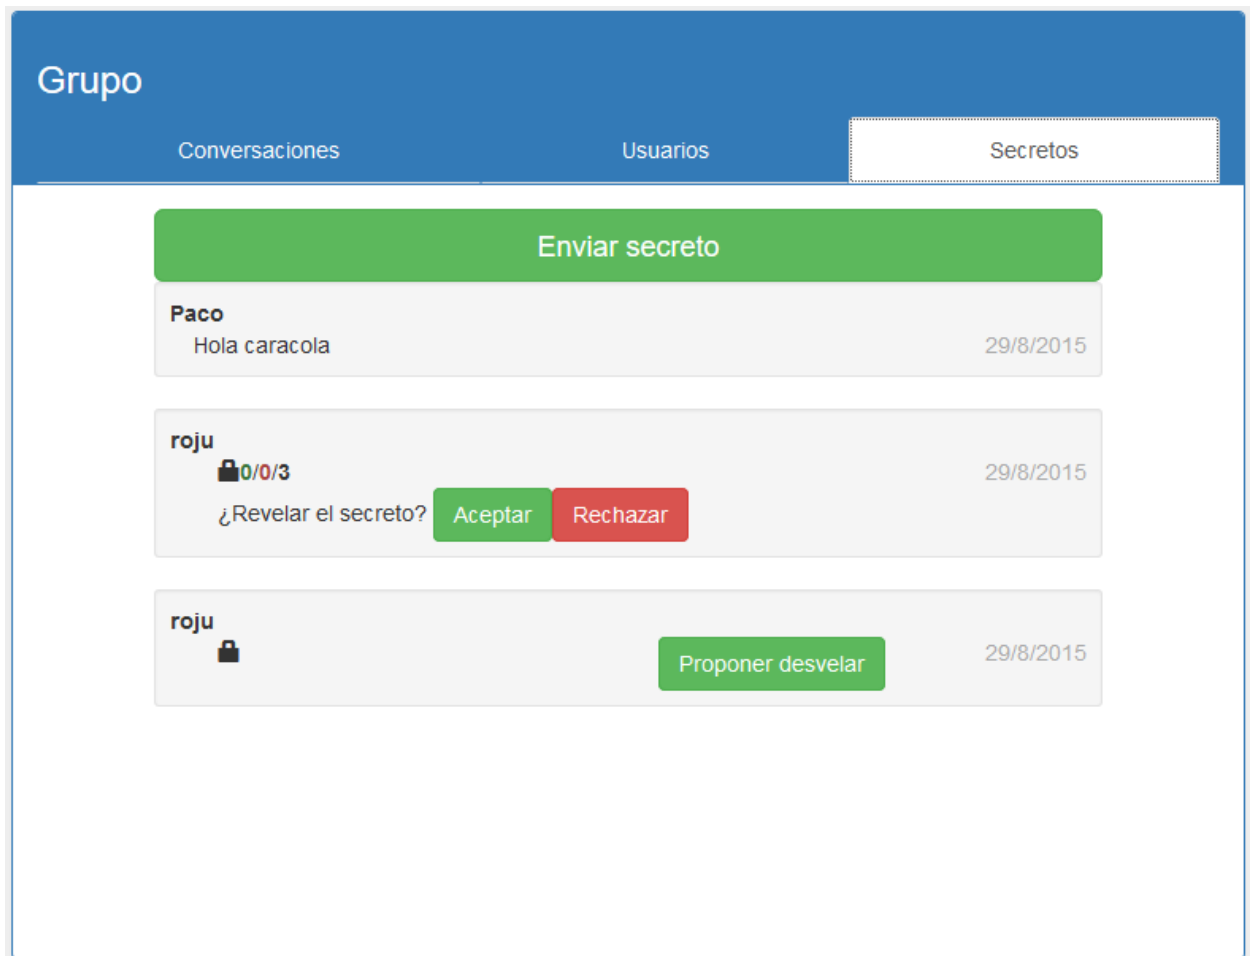 Grupo
Conversaciones Usuarios Secretos
Enviar secreto
Paco
Hola caracola 29/8/2015
roju
0/0/3 29/8/2015
¿Revelar el secreto? Aceptar Rechazar
roju
Proponer desvelar 29/8/2015